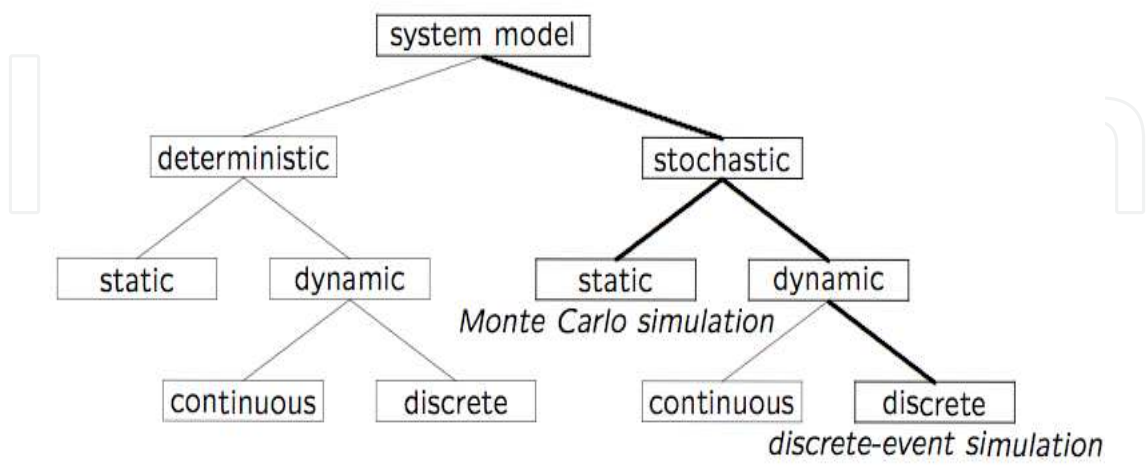 system model
deterministic
stochastic
static
dynamic
static
dynamic
Monte Carlo simulation
continuous
discrete
continuous
discrete
discrete-event simulation